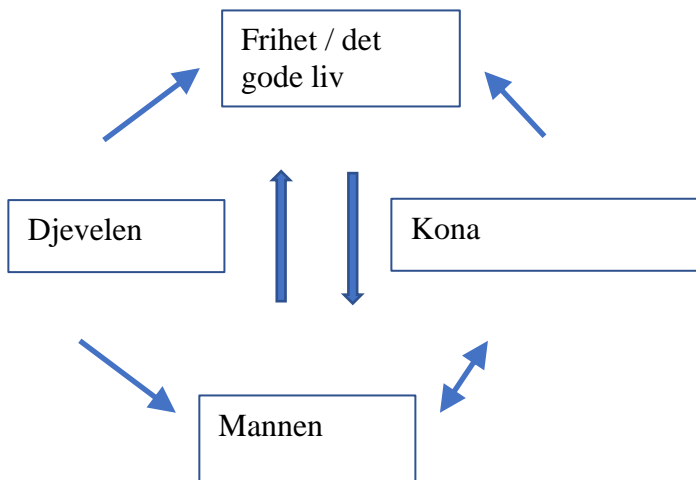 Frihet / det
gode liv
Djevelen
Kona
Mannen